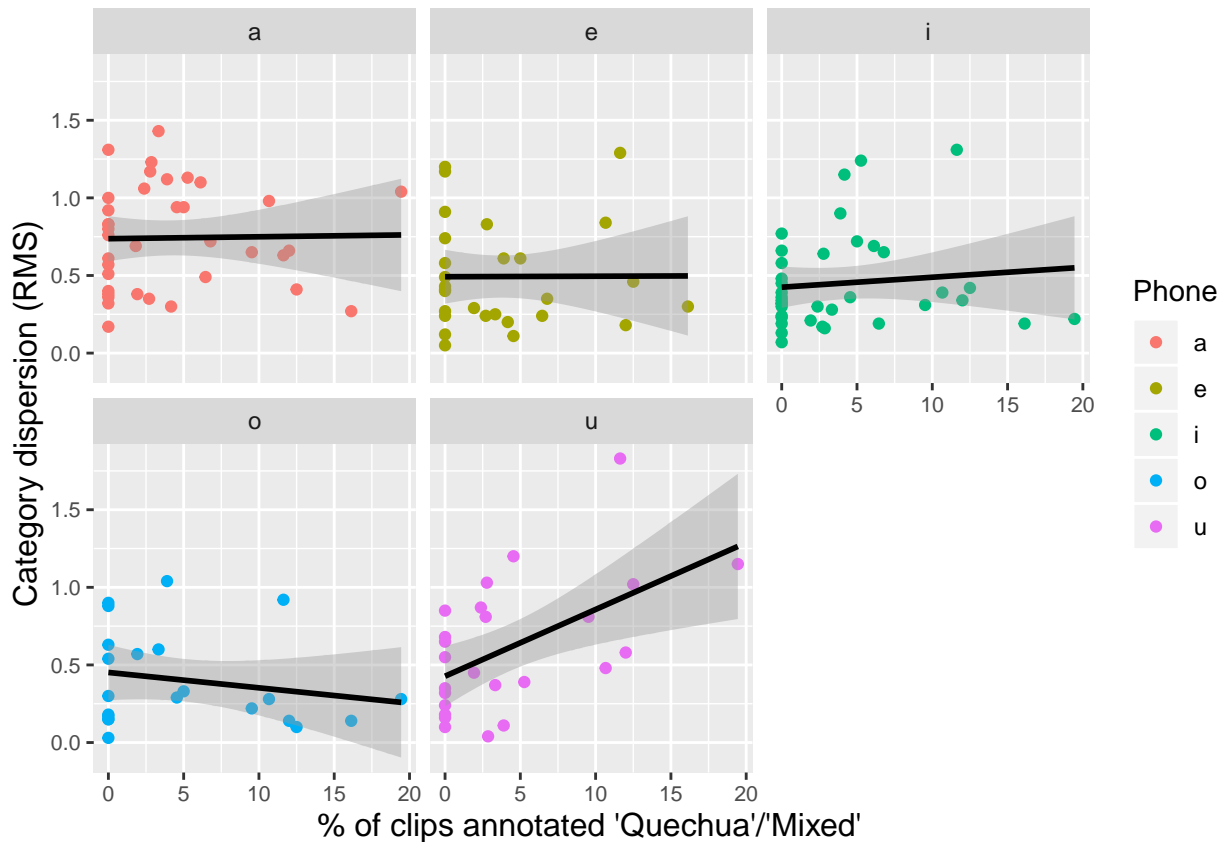 a
e
i
1.5
1.0
0.5
0.0
0 5 10 15 20
o
u
1.5
1.0
0.5
0.0
0 5 10 15 20
0 5 10 15 20
Category dispersion (RMS)
% of clips annotated 'Quechua'/'Mixed'
Phone
a
e
i
o
u